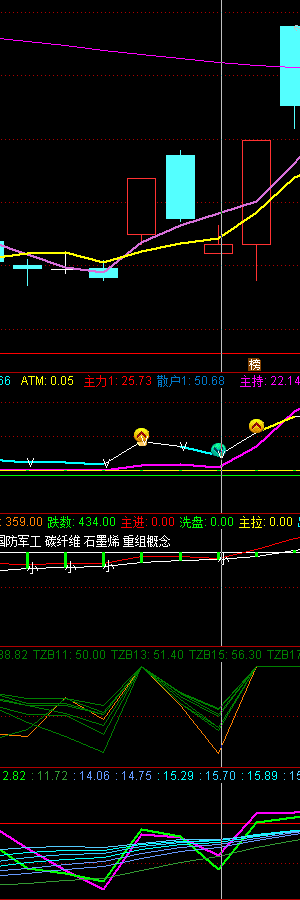 榜
66 ATM: 0.05 主力1: 25.73 散户1: 50.68 主持: 22.14
: 359.00 跌数: 434.00 主进: 0.00 洗盘: 0.00 主拉: 0.00
国防军工 碳纤维 石墨烯 重组概念
38.82 TZB11: 50.00 TZB13: 51.40 TZB15: 56.30 TZB17
2.82 : 11.72 : 14.06 : 14.75 : 15.29 : 15.70 : 15.89 : 15